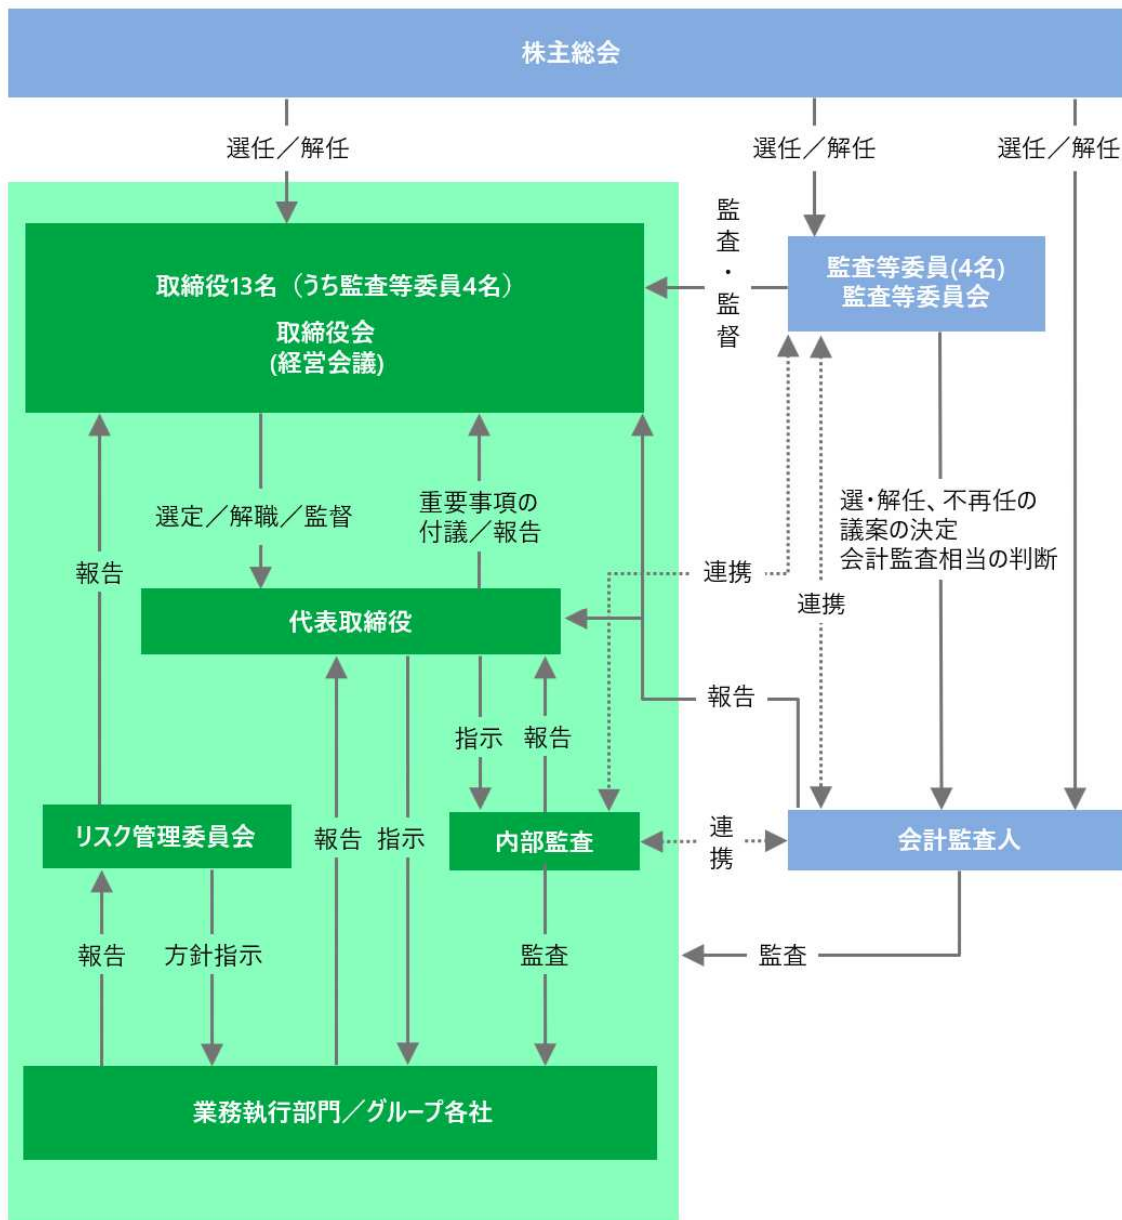 株主総会
選任／解任
選任／解任
選任／解任
取締役13名（うち監査等委員4名）
取締役会
(経営会議)
監査・監督
監査等委員(4名)
監査等委員会
選定／解職／監督
重要事項の
付議／報告
選・解任、不再任の
議案の決定
会計監査相当の判断
報告
連携
連携
代表取締役
報告
指示
報告
リスク管理委員会
報告
指示
内部監査
連携
会計監査人
報告
方針指示
監査
監査
業務執行部門／グループ各社